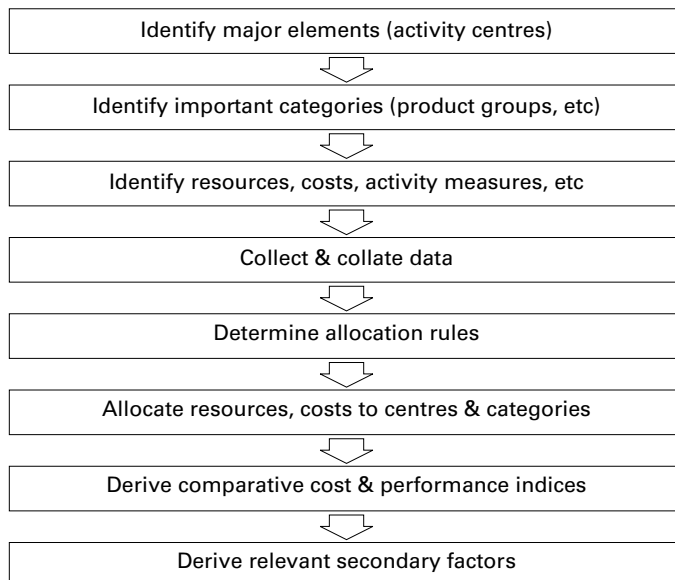 Identify major elements (activity centres)
Identify important categories (product groups, etc)
Identify resources, costs, activity measures, etc
Collect & collate data
Determine allocation rules
Allocate resources, costs to centres & categories
Derive comparative cost & performance indices
Derive relevant secondary factors